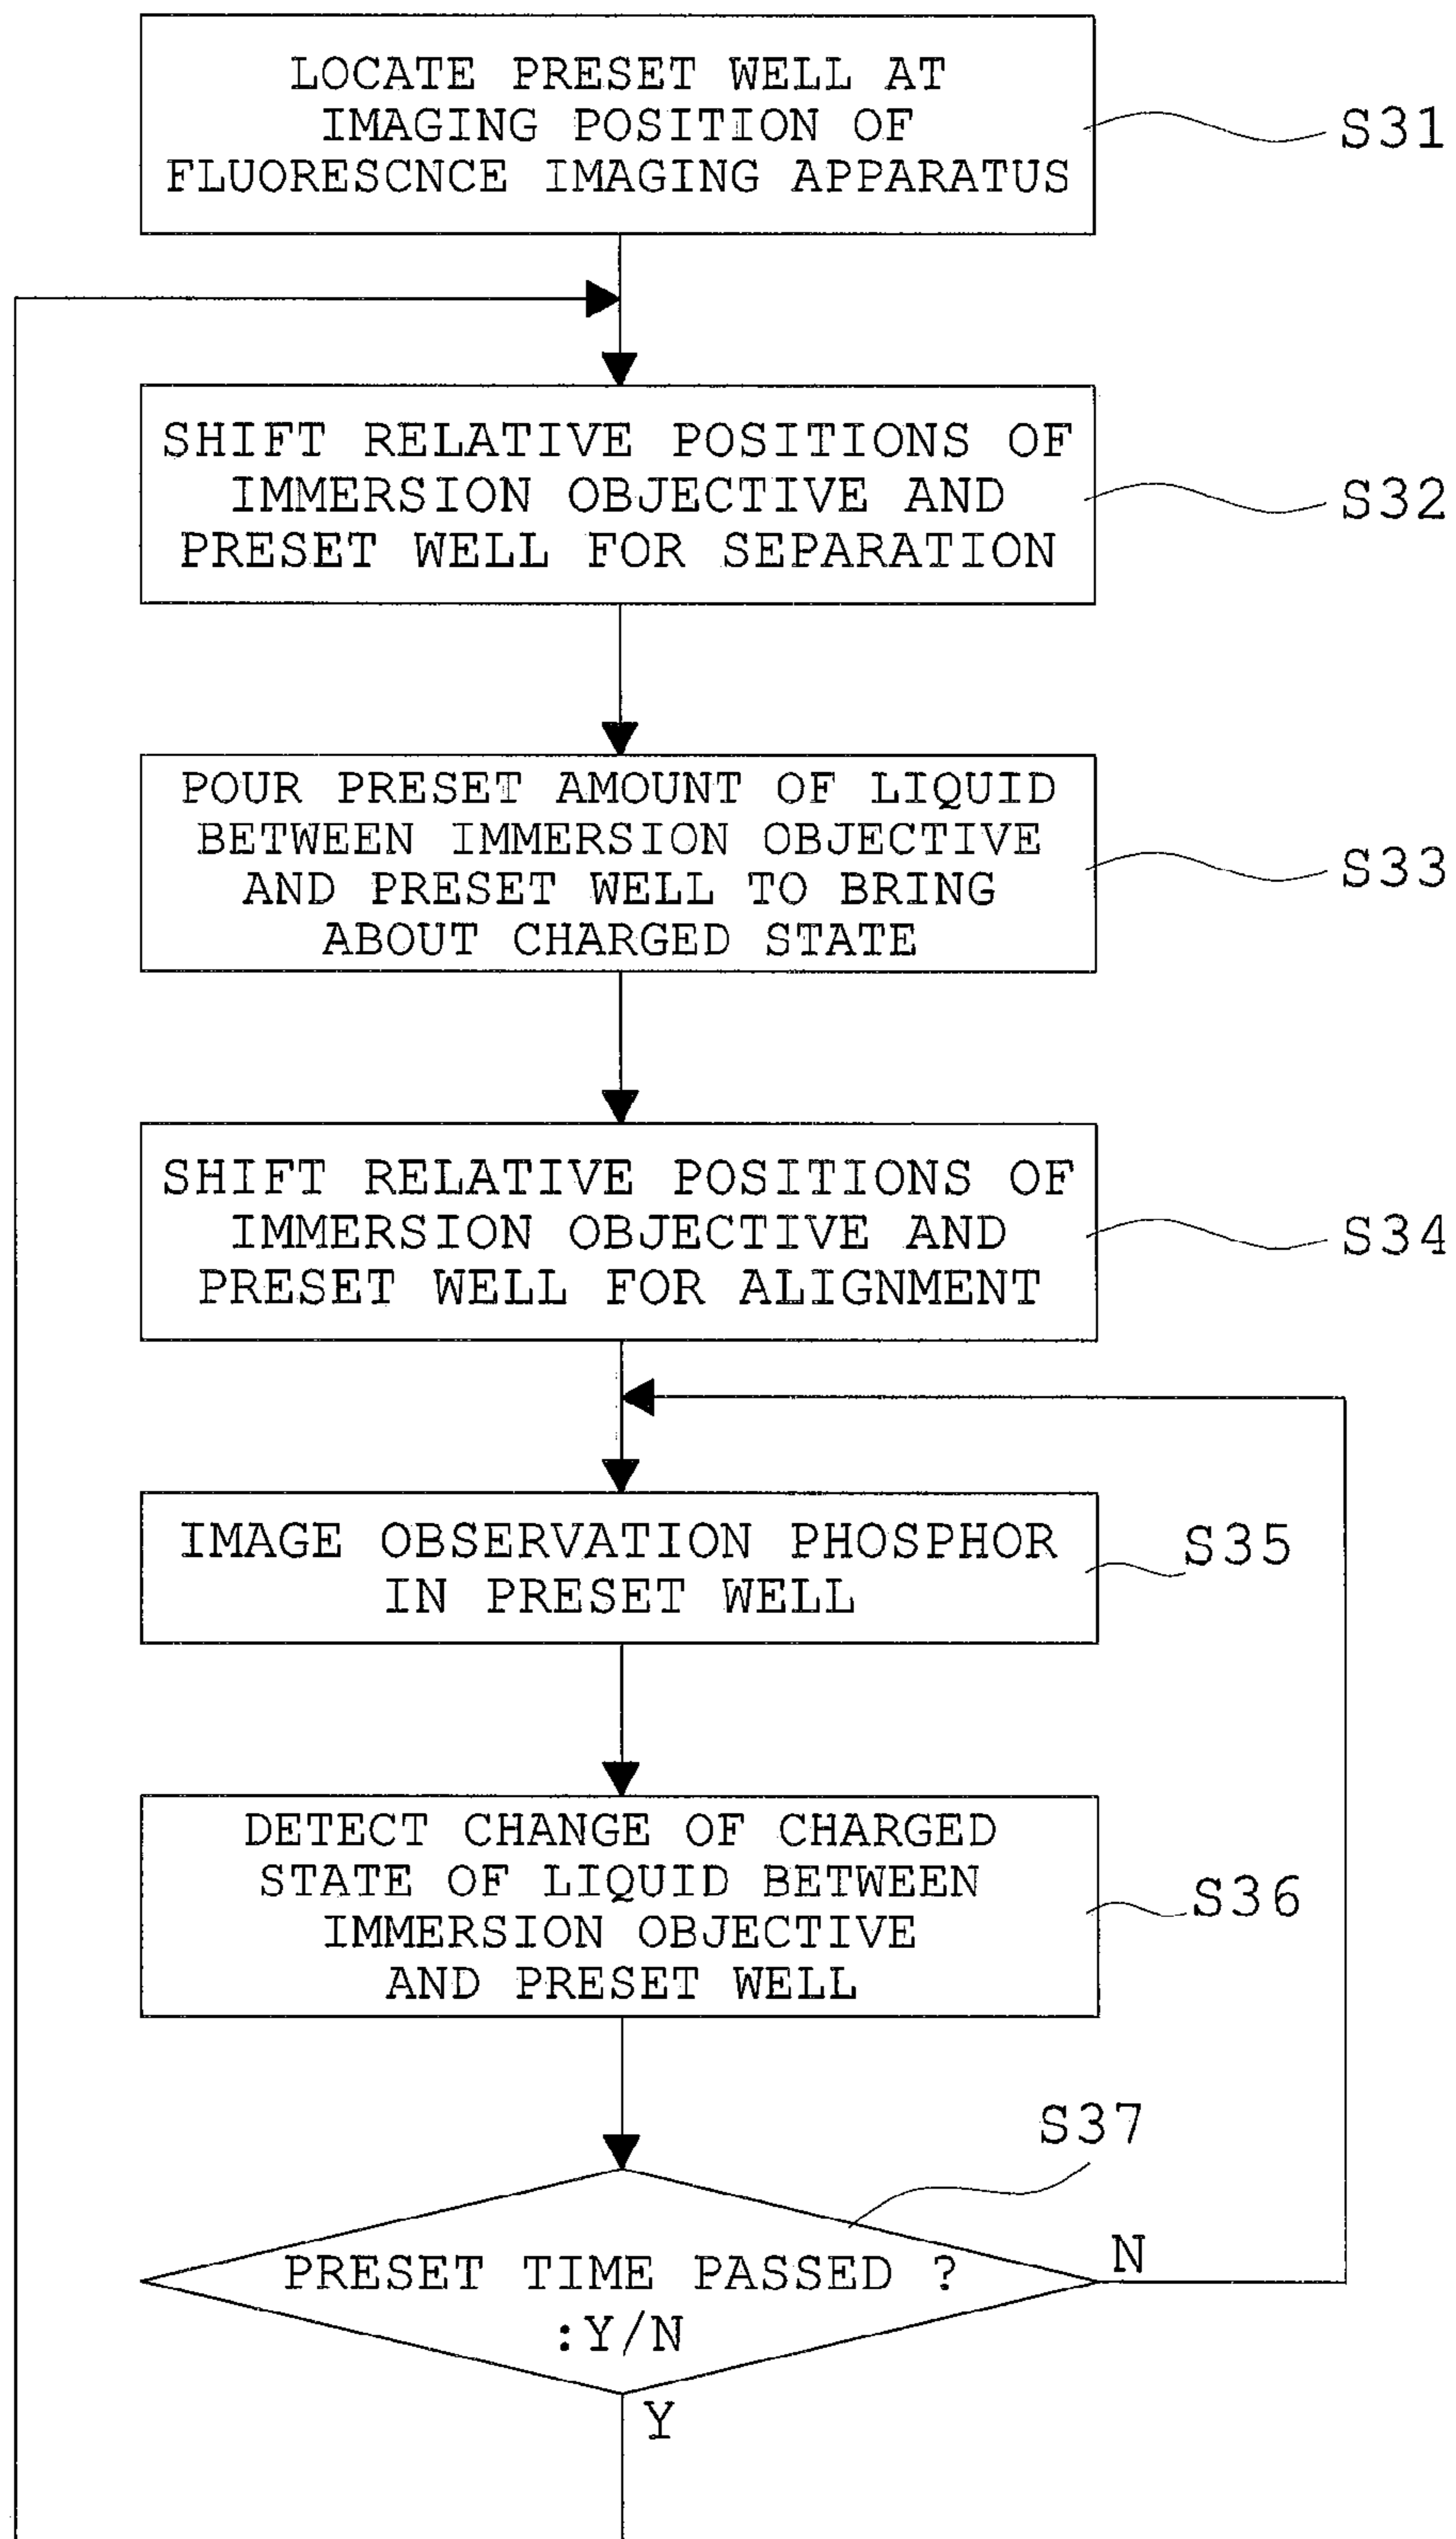 LOCATE PRESET WELL AT
IMAGING POSITION OF
FLUORESCNCE IMAGING APPARATUS
S31
SHIFT RELATIVE POSITIONS OF
IMMERSION OBJECTIVE AND
PRESET WELL FOR SEPARATION
S32
POUR PRESET AMOUNT OF LIQUID
BETWEEN IMMERSION OBJECTIVE
AND PRESET WELL TO BRING
ABOUT CHARGED STATE
S33
SHIFT RELATIVE POSITIONS OF
IMMERSION OBJECTIVE AND
PRESET WELL FOR ALIGNMENT
S34
IMAGE OBSERVATION PHOSPHOR
IN PRESET WELL
S35
DETECT CHANGE OF CHARGED
STATE OF LIQUID BETWEEN
IMMERSION OBJECTIVE
AND PRESET WELL
S36
S37
PRESET TIME PASSED ?
:Y/N
N
Y